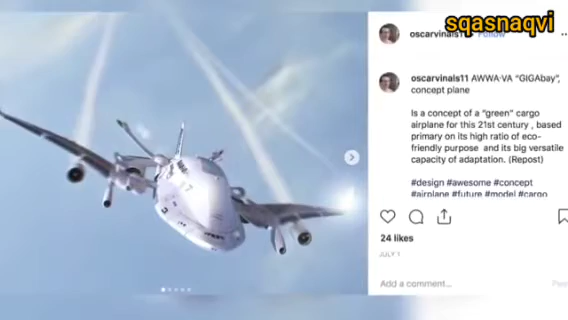 sqasnaqvi
oscarvinals11
Follow
oscarvinals11 AWWA·VA “GIGAbay”,
concept plane
Is a concept of a “green” cargo
airplane for this 21st century , based
primary on its high ratio of eco-
friendly purpose and its big versatile
capacity of adaptation. (Repost)
#design #awesome #concept
#airplane #future #model #cargo
24 likes
JULY 1
Add a comment...